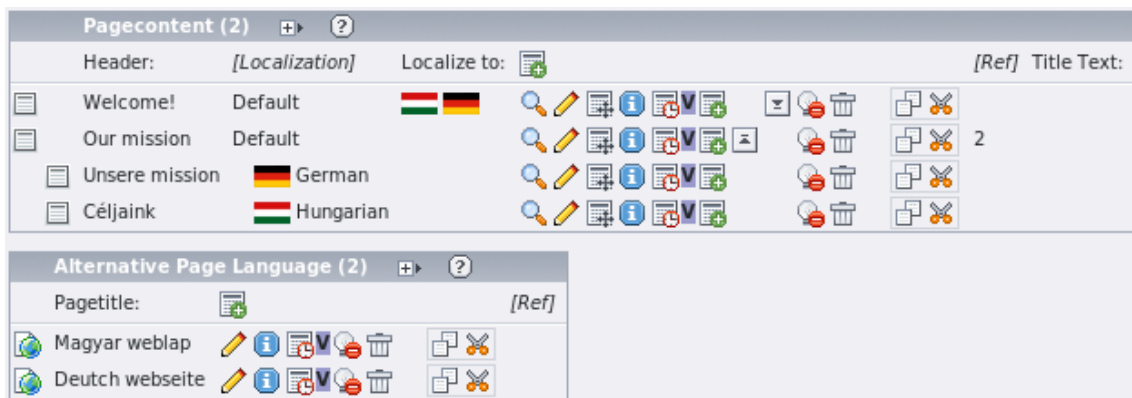 Pagecontent (2)
Header: [Localization] Localize to: [Ref] Title Text:
Welcome! Default V
Our mission Default V 2
Unsere mission German V
Céljaink Hungarian V
Alternative Page Language (2)
Pagetitle: [Ref]
Magyar weblap V
Deutch webseite V